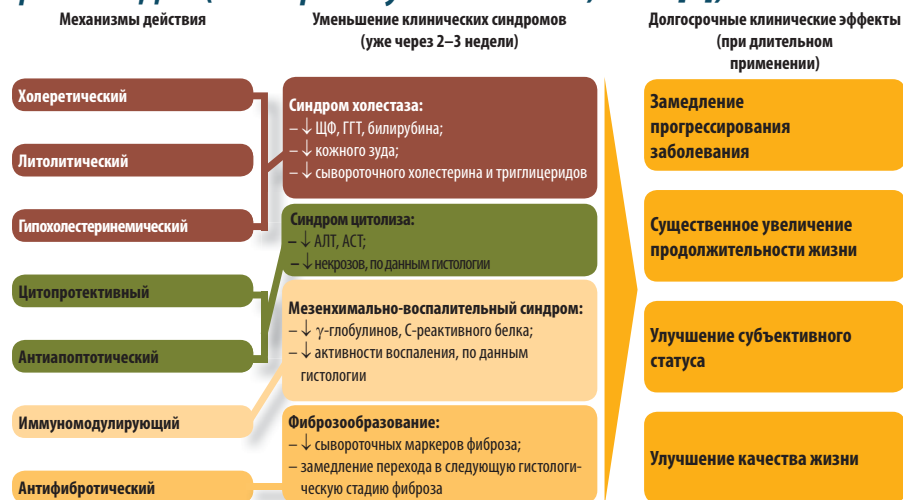 Механизмы действия
Уменьшение клинических синдромов
(уже через 2–3 недели)
Долгосрочные клинические эффекты
(при длительном
применении)
Холеретический
Литолитический
Гипохолестеринемический
Цитопротективный
Антиапоптотический
Иммуномодулирующий
Антифибротический
Синдром холестаза:
– ↓ ЩФ, ГГТ, билирубина;
– ↓ кожного зуда;
– ↓ сывороточного холестерина и триглицеридов
Синдром цитолиза:
– ↓ АЛТ, АСТ;
– ↓ некрозов, по данным гистологии
Мезенхимально-воспалительный синдром:
– ↓ γ-глобулинов, С-реактивного белка;
– ↓ активности воспаления, по данным
гистологии
Фиброзообразование:
– ↓ сывороточных маркеров фиброза;
– замедление перехода в следующую гистологи-
ческую стадию фиброза
Замедление
прогрессирования
заболевания
Существенное увеличение
продолжительности жизни
Улучшение субъективного
статуса
Улучшение качества жизни